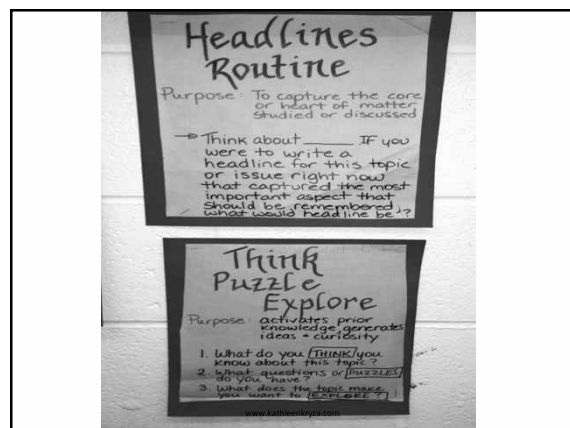 Headlines
Routine
Purpose: To capture the core
or heart of matter
studied or discussed
→ Think about _____ If you
were to write a
headline for this topic
or issue right now
that captured the most
important aspect that
should be remembered,
what would headline be?
Think
Puzzle
Explore
Purpose: activates prior
knowledge, generates
ideas + curiosity
1. What do you THINK you
know about this topic?
2. What questions or PUZZLES
do you have?
3. What does the topic make
you want to EXPLORE?
www.kathleenkryza.com